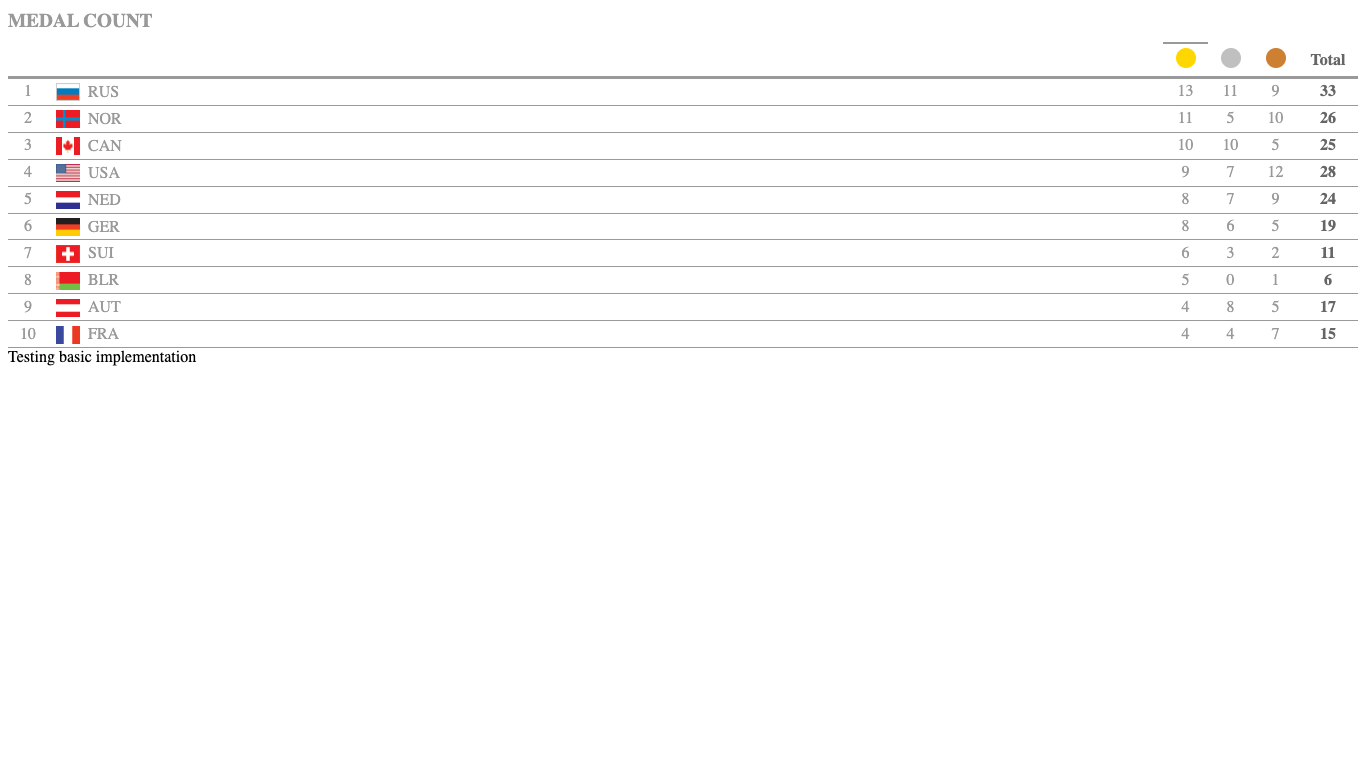 MEDAL COUNT
Total
1 RUS 13 11 9 33
2 NOR 11 5 10 26
3 CAN 10 10 5 25
4 USA 9 7 12 28
5 NED 8 7 9 24
6 GER 8 6 5 19
7 SUI 6 3 2 11
8 BLR 5 0 1 6
9 AUT 4 8 5 17
10 FRA 4 4 7 15
Testing basic implementation